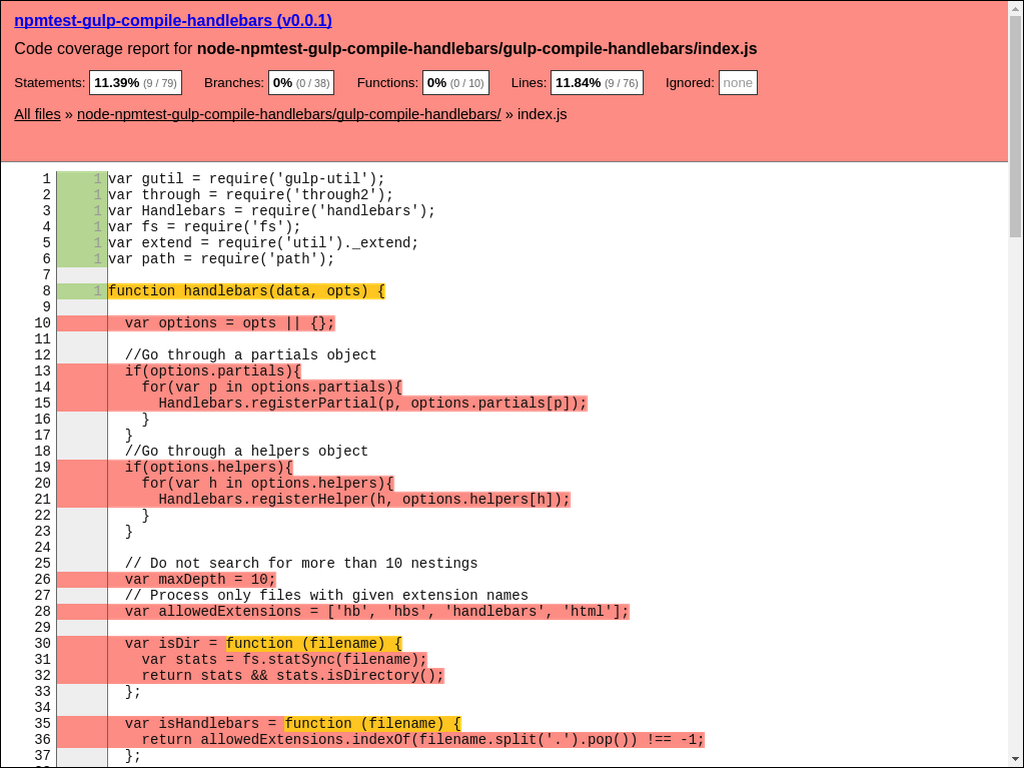 npmtest-gulp-compile-handlebars (v0.0.1)
Code coverage report for node-npmtest-gulp-compile-handlebars/gulp-compile-handlebars/index.js
Statements: 11.39% (9 / 79) Branches: 0% (0 / 38) Functions: 0% (0 / 10) Lines: 11.84% (9 / 76) Ignored: none
All files » node-npmtest-gulp-compile-handlebars/gulp-compile-handlebars/ » index.js
1 1 var gutil = require('gulp-util');
2 1 var through = require('through2');
3 1 var Handlebars = require('handlebars');
4 1 var fs = require('fs');
5 1 var extend = require('util')._extend;
6 1 var path = require('path');
7
8 1 function handlebars(data, opts) {
9
10   var options = opts || {};
11
12   //Go through a partials object
13   if(options.partials){
14     for(var p in options.partials){
15       Handlebars.registerPartial(p, options.partials[p]);
16     }
17   }
18   //Go through a helpers object
19   if(options.helpers){
20     for(var h in options.helpers){
21       Handlebars.registerHelper(h, options.helpers[h]);
22     }
23   }
24
25   // Do not search for more than 10 nestings
26   var maxDepth = 10;
27   // Process only files with given extension names
28   var allowedExtensions = ['hb', 'hbs', 'handlebars', 'html'];
29
30   var isDir = function (filename) {
31     var stats = fs.statSync(filename);
32     return stats && stats.isDirectory();
33   };
34
35   var isHandlebars = function (filename) {
36     return allowedExtensions.indexOf(filename.split('.').pop()) !== -1;
37   };